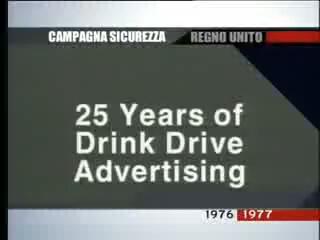 CAMPAGNA SICUREZZA REGNO UNITO
25 Years of
Drink Drive
Advertising
1976 1977